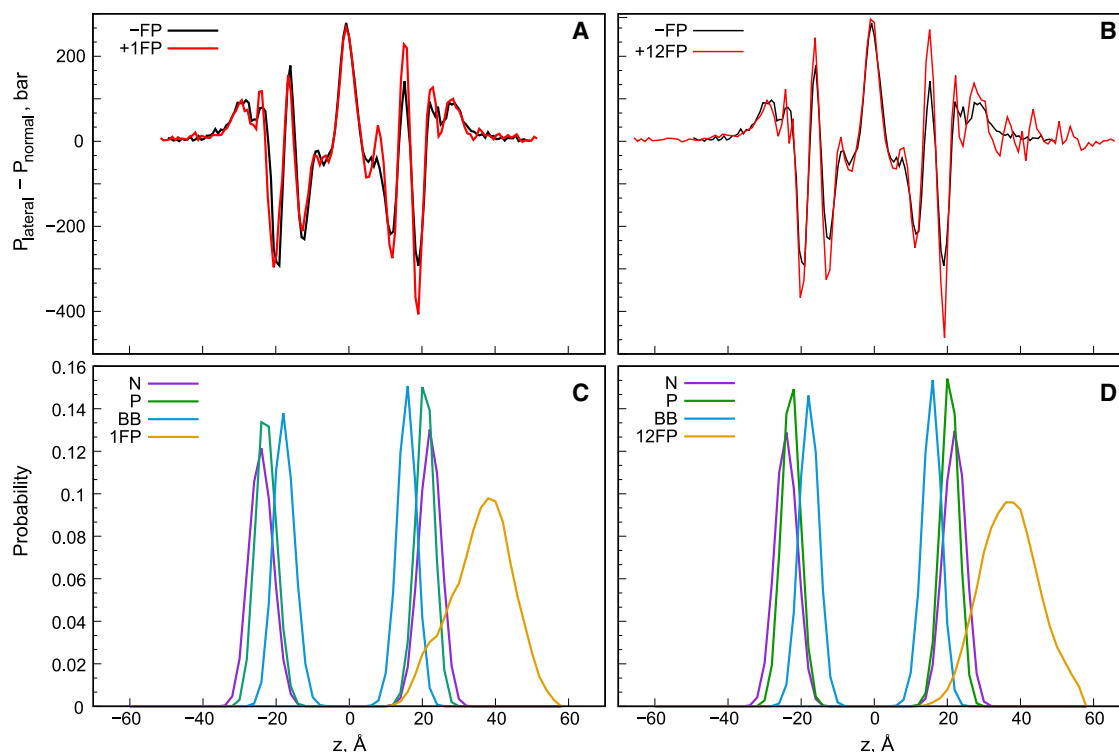 A
−FP
+1FP
200
0
−200
−400
P_lateral − P_normal , bar
B
−FP
+12FP
0.16
0.14
0.12
0.1
0.08
0.06
0.04
0.02
0
Probability
C
N
P
BB
1FP
−60 −40 −20 0 20 40 60
z, Å
D
N
P
BB
12FP
−60 −40 −20 0 20 40 60
z, Å